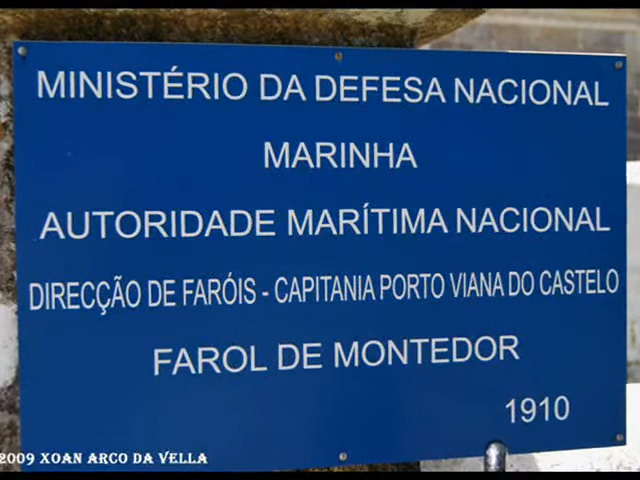 MINISTÉRIO DA DEFESA NACIONAL
MARINHA
AUTORIDADE MARÍTIMA NACIONAL
DIRECÇÃO DE FARÓIS - CAPITANIA PORTO VIANA DO CASTELO
FAROL DE MONTEDOR
1910
2009 XOAN ARCO DA VELLA